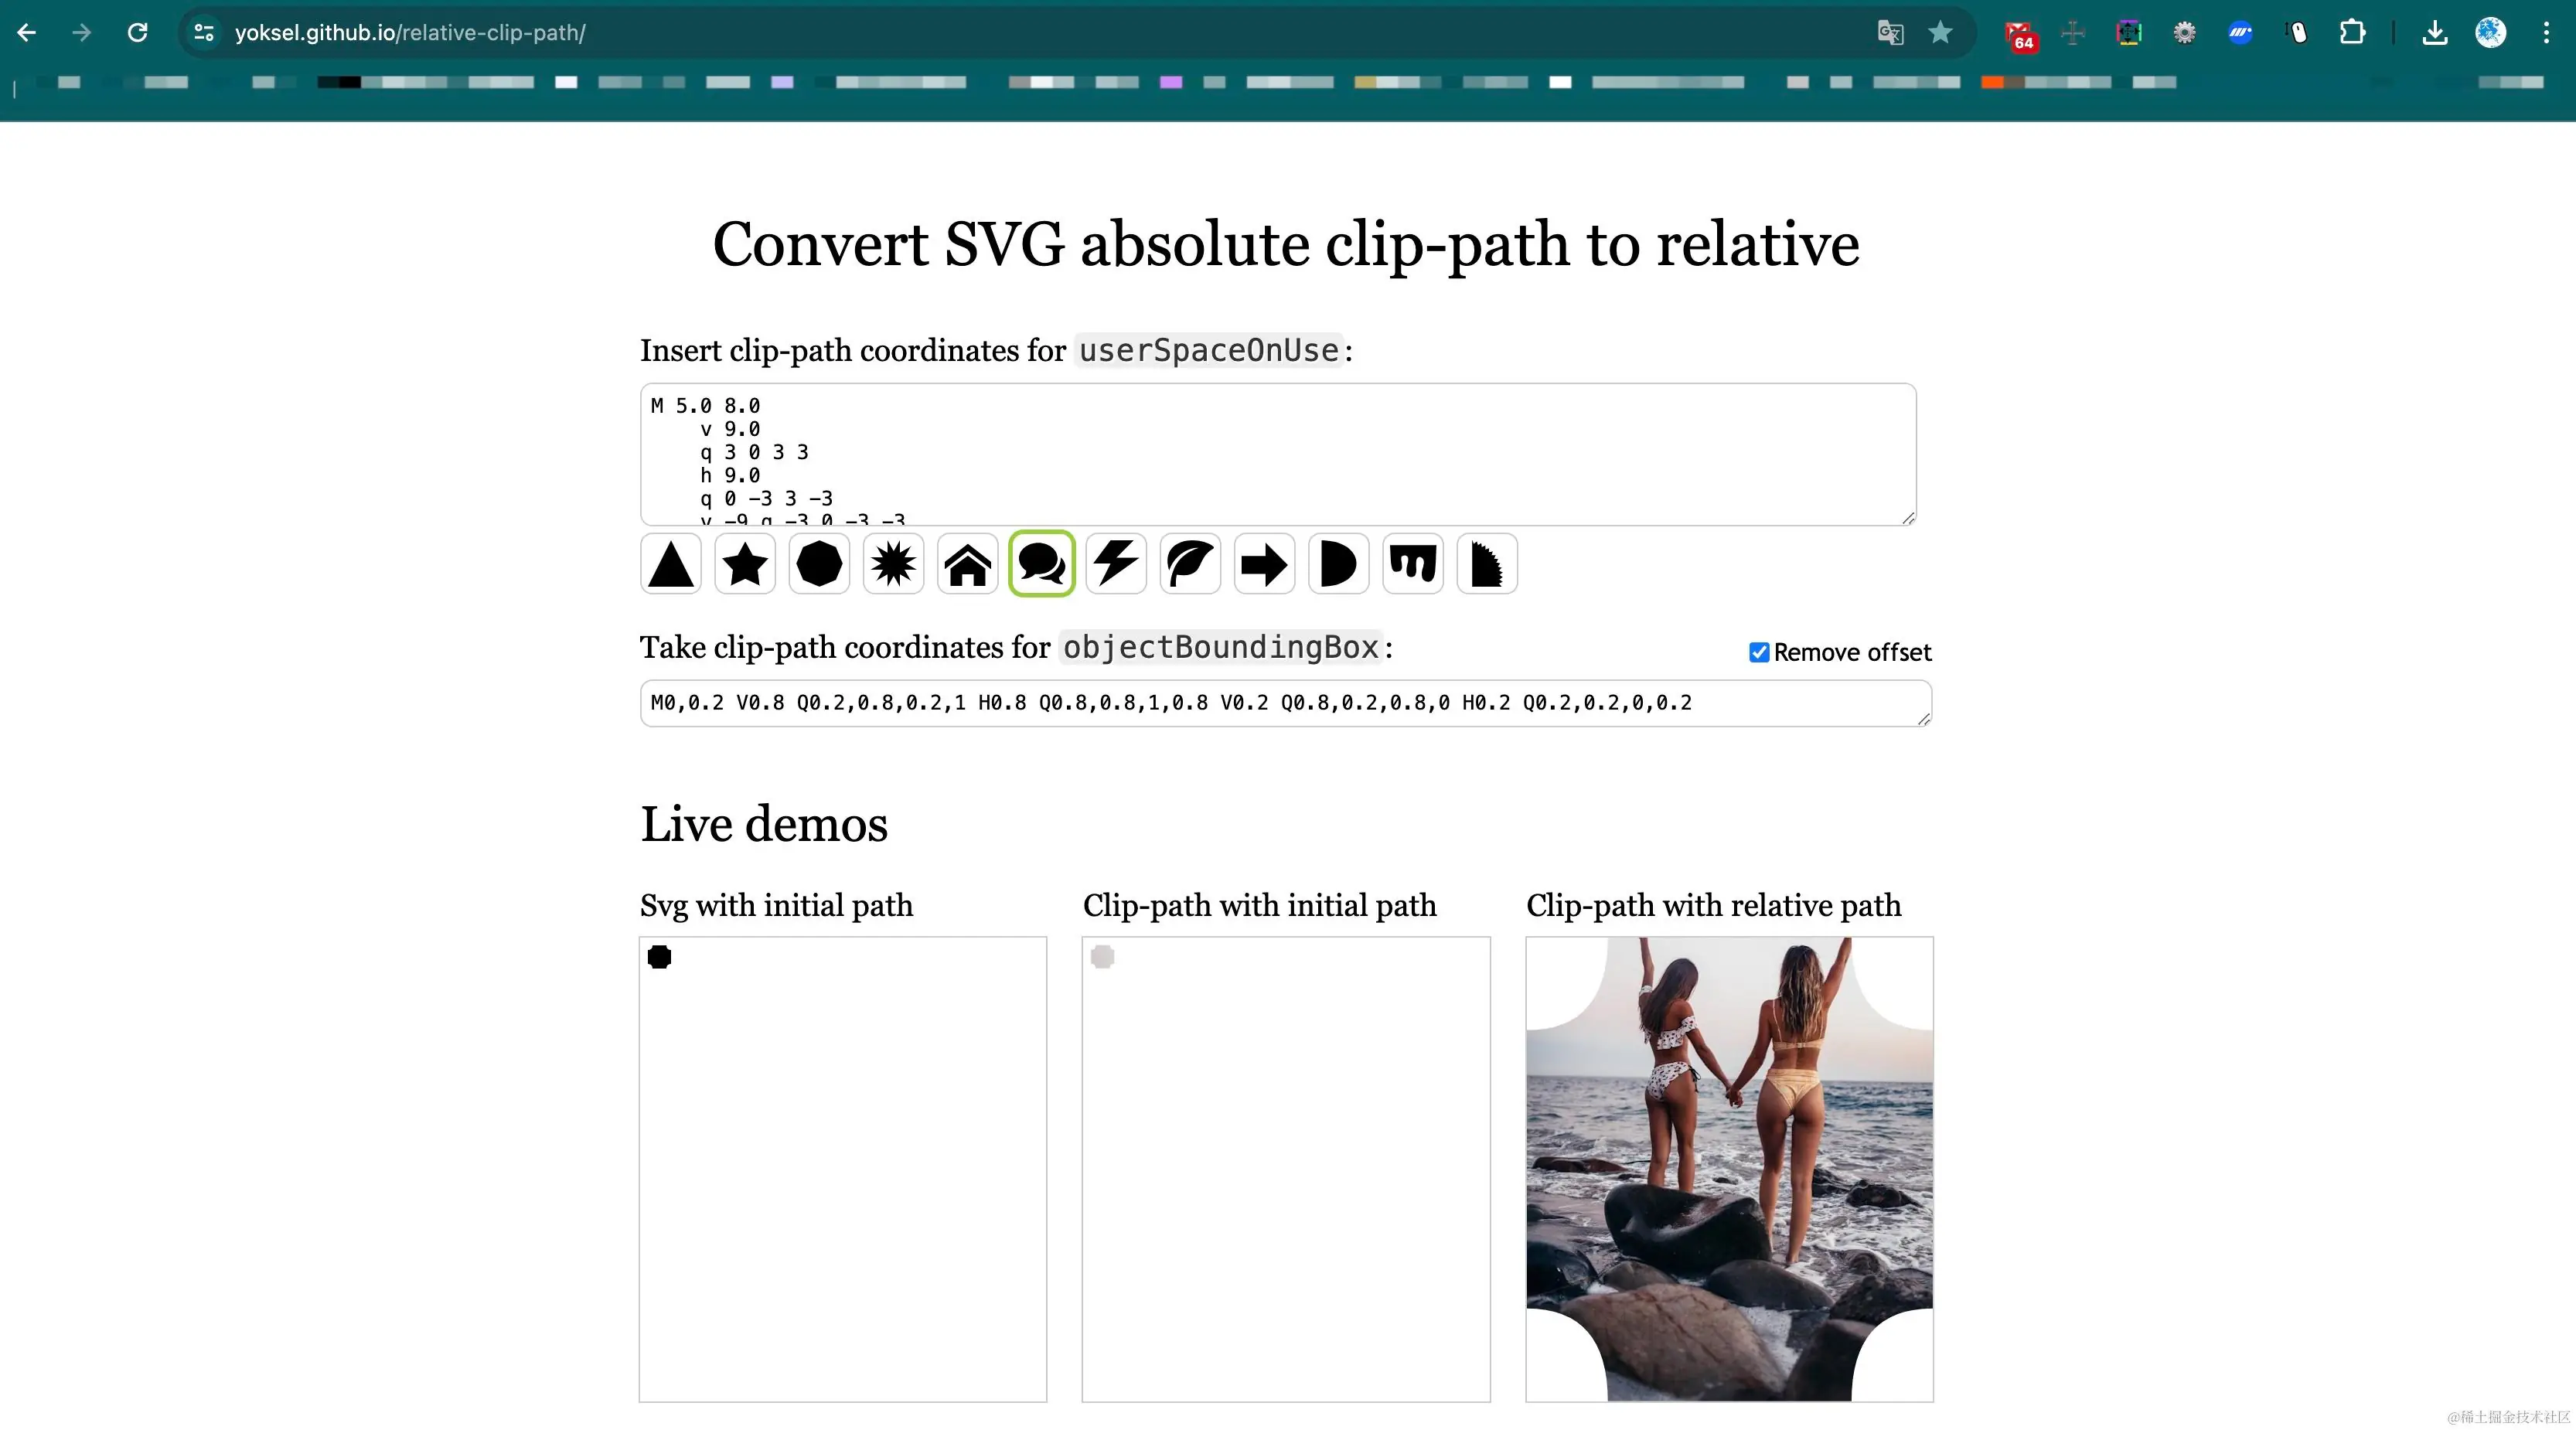 yoksel.github.io/relative-clip-path/
64
Convert SVG absolute clip-path to relative
Insert clip-path coordinates for userSpaceOnUse:
M 5.0 8.0
v 9.0
q 3 0 3 3
h 9.0
q 0 -3 3 -3
v -9 q -3 0 -3 -3
Take clip-path coordinates for objectBoundingBox:
Remove offset
M0,0.2 V0.8 Q0.2,0.8,0.2,1 H0.8 Q0.8,0.8,1,0.8 V0.2 Q0.8,0.2,0.8,0 H0.2 Q0.2,0.2,0,0.2
Live demos
Svg with initial path
Clip-path with initial path
Clip-path with relative path
@稀土掘金技术社区